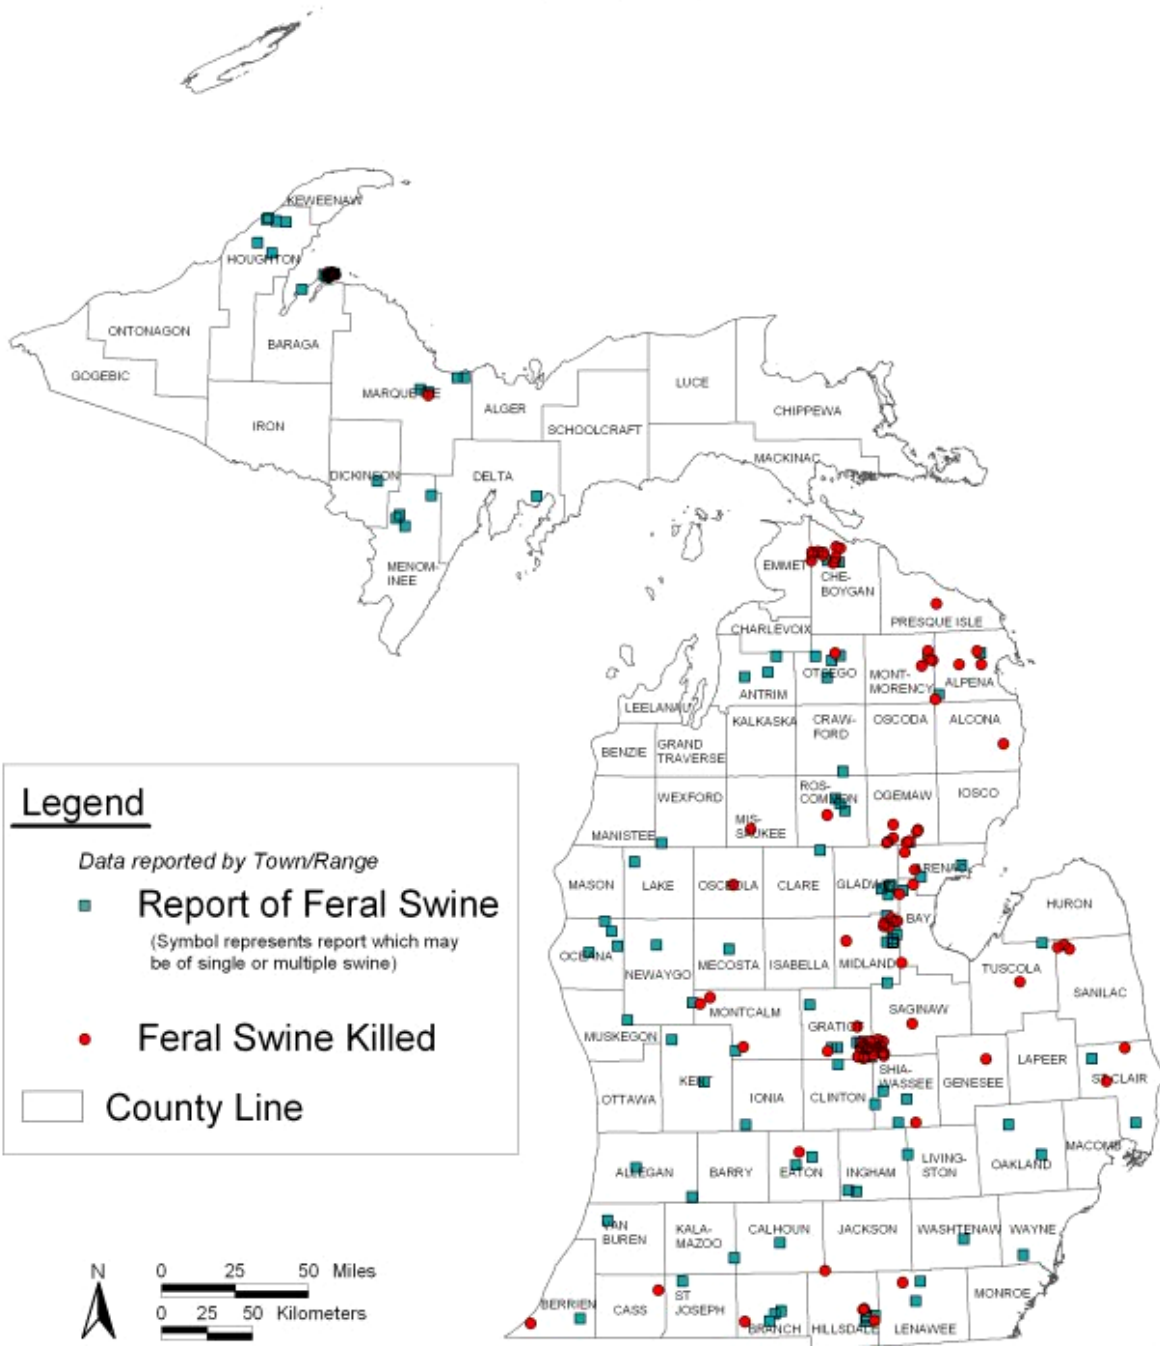 KEWEENAW
HOUGHTON
ONTONAGON
BARAGA
GOGEBIC
MARQUETTE
LUCE
ALGER
CHIPPEWA
IRON
SCHOOLCRAFT
MACKINAC
DICKINSON
DELTA
MENOM-
INEE
EMMET
CHE-
BOYGAN
PRESQUE ISLE
CHARLEVOIX
OTSEGO
MONT-
MORENCY
ALPENA
ANTRIM
LEELANAU
KALKASKA
CRAW-
FORD
OSCODA
ALCONA
BENZIE
GRAND
TRAVERSE
WEXFORD
MIS-
SAUKEE
ROS-
COMMON
OGEMAW
IOSCO
MANISTEE
MASON
LAKE
OSCEOLA
CLARE
GLADWIN
ARENAC
HURON
BAY
OCEANA
NEWAYGO
MECOSTA
ISABELLA
MIDLAND
TUSCOLA
SANILAC
MUSKEGON
MONTCALM
GRATIOT
SAGINAW
KENT
OTTAWA
IONIA
CLINTON
SHIA-
WASSEE
GENESEE
LAPEER
ST CLAIR
ALLEGAN
BARRY
EATON
INGHAM
LIVING-
STON
OAKLAND
MACOMB
VAN
BUREN
KALA-
MAZOO
CALHOUN
JACKSON
WASHTENAW
WAYNE
BERRIEN
CASS
ST
JOSEPH
BRANCH
HILLSDALE
LENAWEE
MONROE
Legend
Data reported by Town/Range
Report of Feral Swine
(Symbol represents report which may
be of single or multiple swine)
Feral Swine Killed
County Line
N
0 25 50 Miles
0 25 50 Kilometers